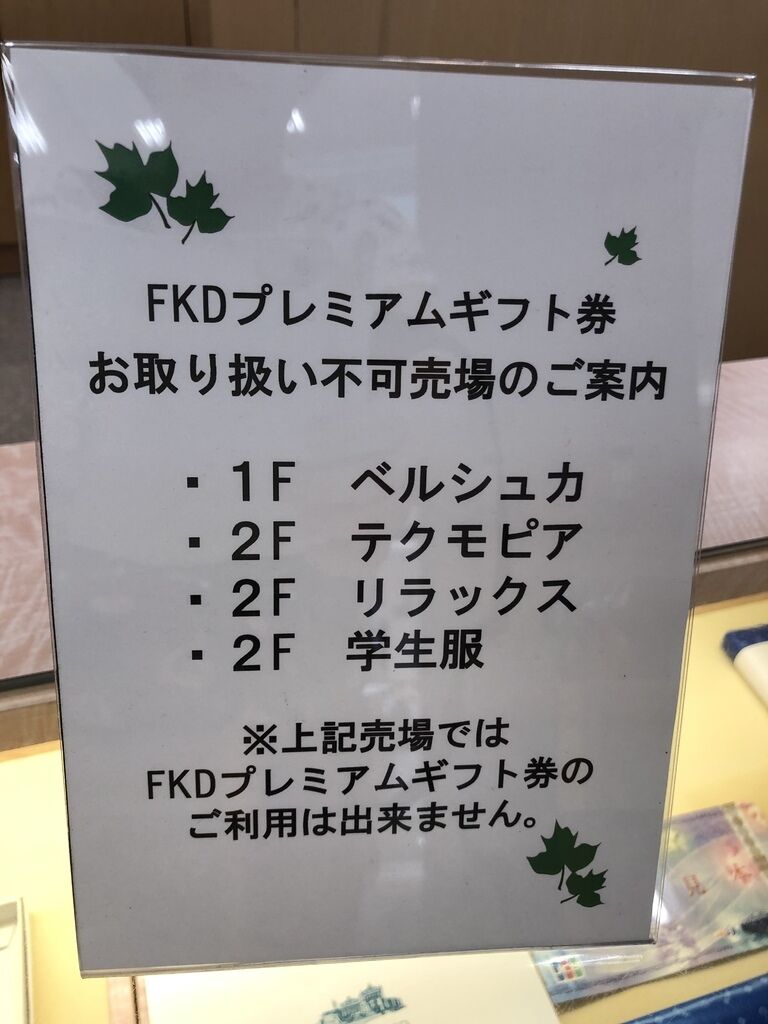 FKDプレミアムギフト券
お取り扱い不可売場のご案内
・1F ベルシュカ
・2F テクモピア
・2F リラックス
・2F 学生服
※上記売場では
FKDプレミアムギフト券の
ご利用は出来ません。
見本